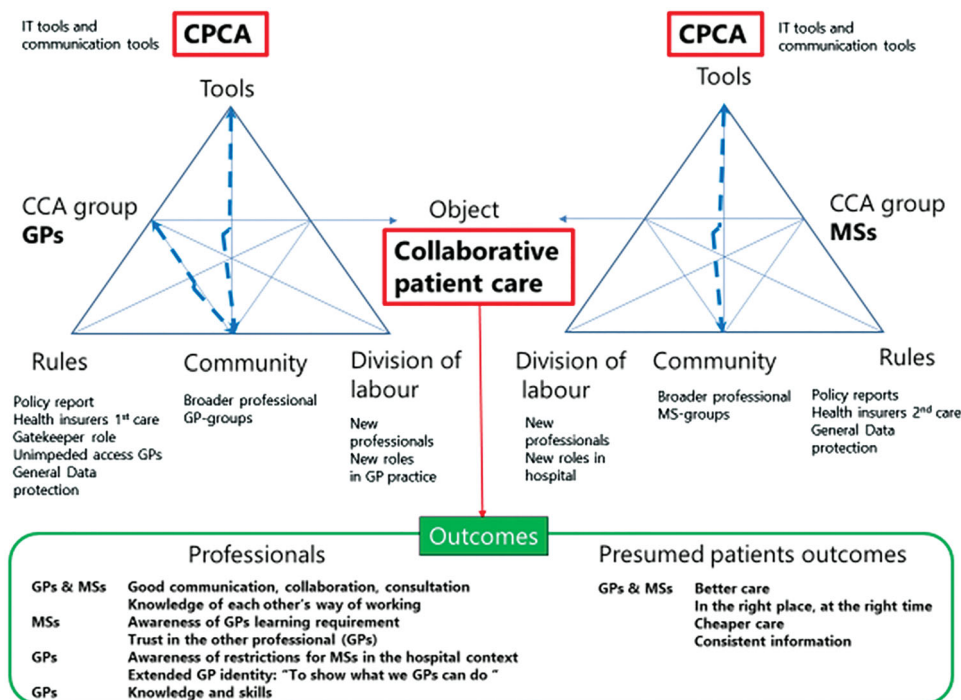 IT tools and
communication tools
CPCA
Tools
CCA group
GPs
Rules
Policy report
Health insurers 1st care
Gatekeeper role
Unimpeded access GPs
General Data
protection
Community
Broader professional
GP-groups
Division of
labour
New
professionals
New roles
in GP practice
Object
Collaborative
patient care
CPCA
IT tools and
communication tools
Tools
CCA group
MSs
Division of
labour
New
professionals
New roles in
hospital
Community
Broader professional
MS-groups
Rules
Policy reports
Health insurers 2nd care
General Data
protection
Outcomes
Professionals
GPs & MSs Good communication, collaboration, consultation
Knowledge of each other's way of working
MSs Awareness of GPs learning requirement
Trust in the other professional (GPs)
GPs Awareness of restrictions for MSs in the hospital context
Extended GP identity: "To show what we GPs can do "
GPs Knowledge and skills
Presumed patients outcomes
GPs & MSs Better care
In the right place, at the right time
Cheaper care
Consistent information